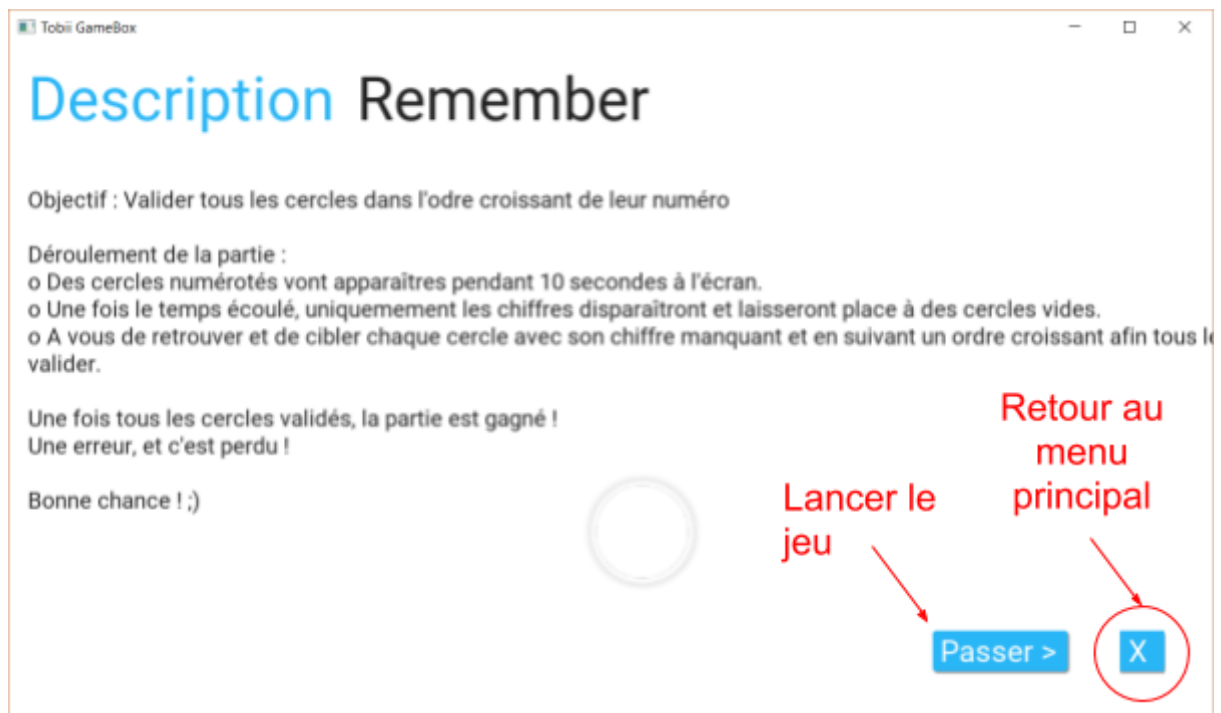 Tobii GameBox
Description Remember
Objectif : Valider tous les cercles dans l'odre croissant de leur numéro
Déroulement de la partie :
o Des cercles numérotés vont apparaîtres pendant 10 secondes à l'écran.
o Une fois le temps écoulé, uniquemement les chiffres disparaîtront et laisseront place à des cercles vides.
o A vous de retrouver et de cibler chaque cercle avec son chiffre manquant et en suivant un ordre croissant afin tous
valider.
Une fois tous les cercles validés, la partie est gagné !
Une erreur, et c'est perdu !
Bonne chance ! ;)
Retour au
menu
principal
Lancer le
jeu
Passer >
X